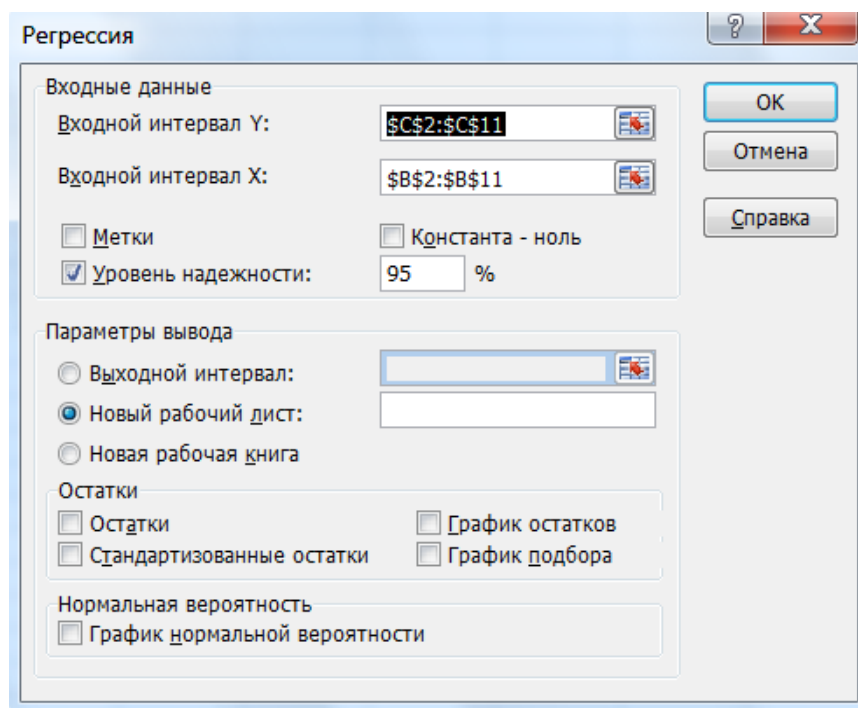 Регрессия
?
X
Входные данные
Входной интервал Y: $C$2:$C$11
Входной интервал X: $B$2:$B$11
Метки
Константа - ноль
Уровень надежности: 95 %
ОК
Отмена
Справка
Параметры вывода
Выходной интервал:
Новый рабочий лист:
Новая рабочая книга
Остатки
Остатки
График остатков
Стандартизованные остатки
График подбора
Нормальная вероятность
График нормальной вероятности